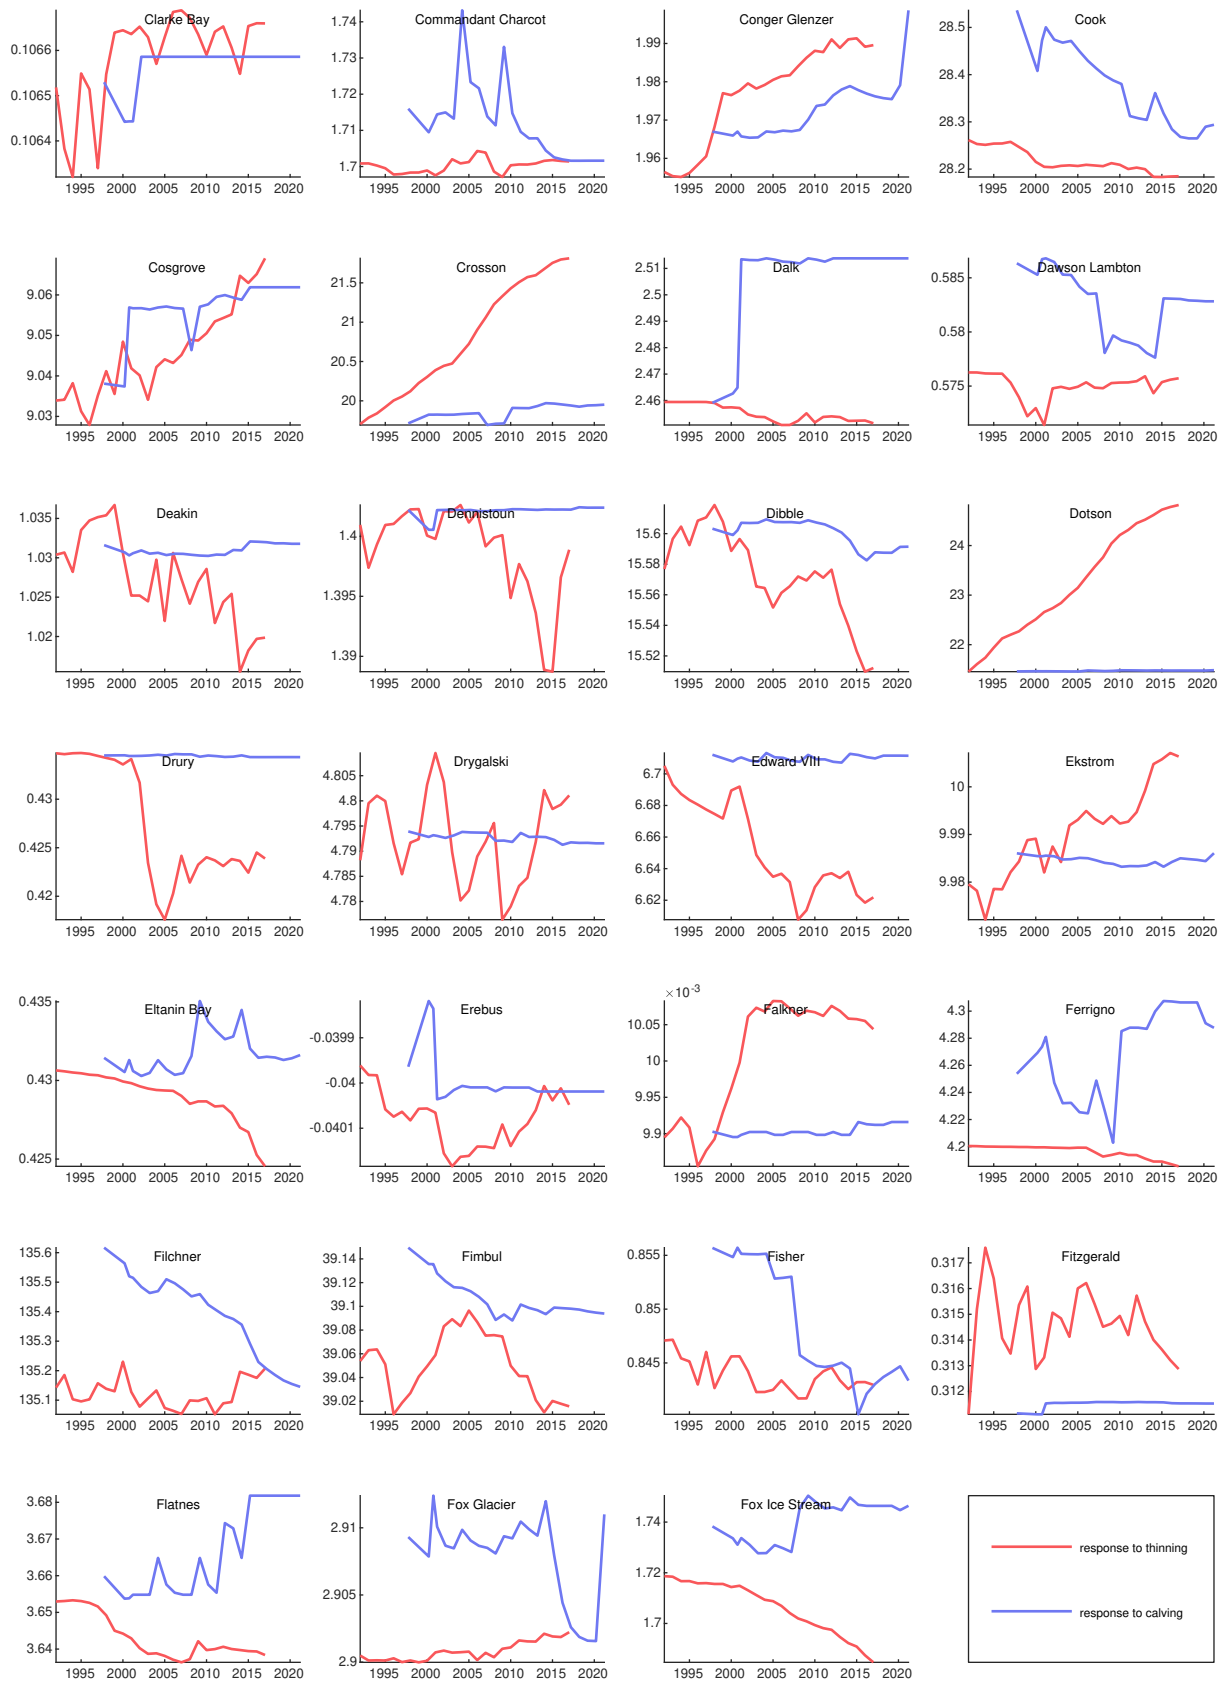 Clarke Bay
0.1066
0.1065
0.1064
1995 2000 2005 2010 2015 2020
Commandant Charcot
1.74
1.73
1.72
1.71
1.7
1995 2000 2005 2010 2015 2020
Conger Glenzer
1.99
1.98
1.97
1.96
1995 2000 2005 2010 2015 2020
Cook
28.5
28.4
28.3
28.2
1995 2000 2005 2010 2015 2020
Cosgrove
9.06
9.05
9.04
9.03
1995 2000 2005 2010 2015 2020
Crosson
21.5
21
20.5
20
1995 2000 2005 2010 2015 2020
Dalk
2.51
2.5
2.49
2.48
2.47
2.46
1995 2000 2005 2010 2015 2020
Dawson Lambton
0.585
0.58
0.575
1995 2000 2005 2010 2015 2020
Deakin
1.035
1.03
1.025
1.02
1995 2000 2005 2010 2015 2020
Dennistoun
1.4
1.395
1.39
1995 2000 2005 2010 2015 2020
Dibble
15.6
15.58
15.56
15.54
15.52
1995 2000 2005 2010 2015 2020
Dotson
24
23
22
1995 2000 2005 2010 2015 2020
Drury
0.43
0.425
0.42
1995 2000 2005 2010 2015 2020
Drygalski
4.805
4.8
4.795
4.79
4.785
4.78
1995 2000 2005 2010 2015 2020
Edward VIII
6.7
6.68
6.66
6.64
6.62
1995 2000 2005 2010 2015 2020
Ekstrom
10
9.99
9.98
1995 2000 2005 2010 2015 2020
Eltanin Bay
0.435
0.43
0.425
1995 2000 2005 2010 2015 2020
Erebus
-0.0399
-0.04
-0.0401
1995 2000 2005 2010 2015 2020
×10⁻³
Falkner
10.05
10
9.95
9.9
1995 2000 2005 2010 2015 2020
Ferrigno
4.3
4.28
4.26
4.24
4.22
4.2
1995 2000 2005 2010 2015 2020
Filchner
135.6
135.5
135.4
135.3
135.2
135.1
1995 2000 2005 2010 2015 2020
Fimbul
39.14
39.12
39.1
39.08
39.06
39.04
39.02
1995 2000 2005 2010 2015 2020
Fisher
0.855
0.85
0.845
1995 2000 2005 2010 2015 2020
Fitzgerald
0.317
0.316
0.315
0.314
0.313
0.312
1995 2000 2005 2010 2015 2020
Flatnes
3.68
3.67
3.66
3.65
3.64
1995 2000 2005 2010 2015 2020
Fox Glacier
2.91
2.905
2.9
1995 2000 2005 2010 2015 2020
Fox Ice Stream
1.74
1.72
1.7
1995 2000 2005 2010 2015 2020
response to thinning
response to calving